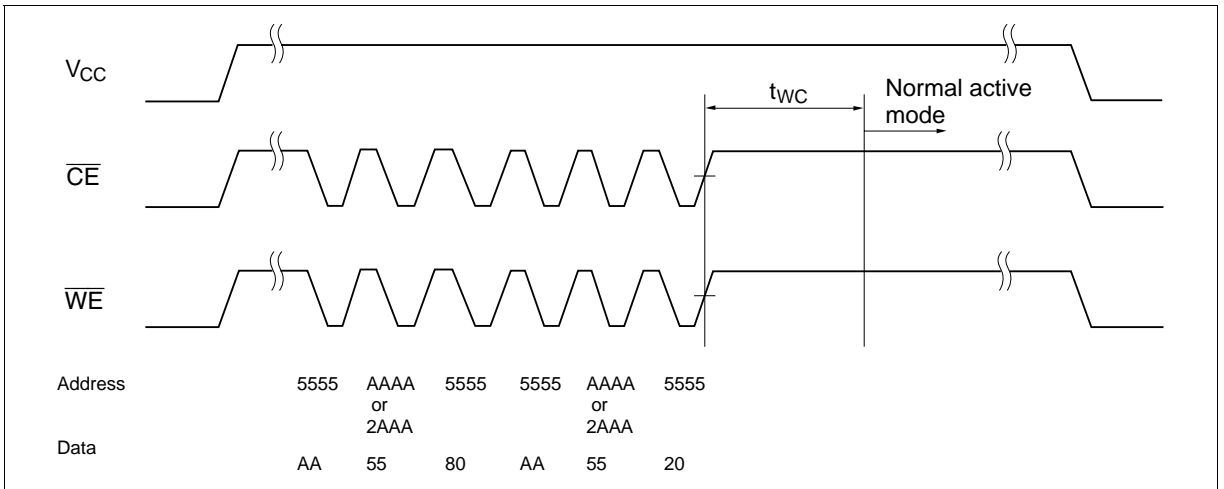 VCC
tWC
Normal active
mode
CE
WE
Address 5555 AAAA 5555 5555 AAAA 5555
or or
2AAA 2AAA
Data
AA 55 80 AA 55 20